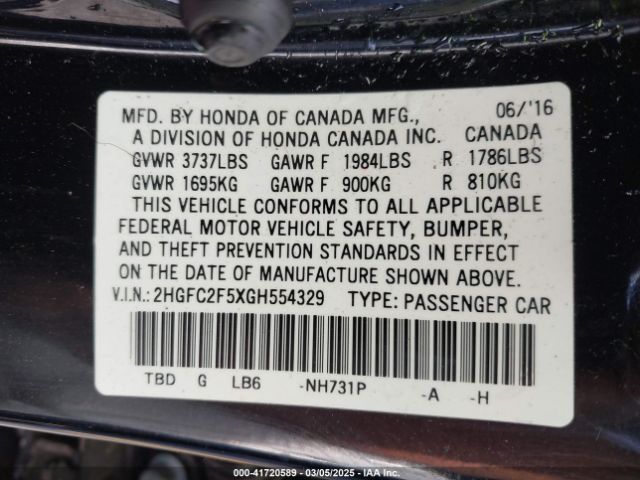 MFD. BY HONDA OF CANADA MFG., 06/'16
A DIVISION OF HONDA CANADA INC. CANADA
GVWR 3737LBS GAWR F 1984LBS R 1786LBS
GVWR 1695KG GAWR F 900KG R 810KG
THIS VEHICLE CONFORMS TO ALL APPLICABLE
FEDERAL MOTOR VEHICLE SAFETY, BUMPER,
AND THEFT PREVENTION STANDARDS IN EFFECT
ON THE DATE OF MANUFACTURE SHOWN ABOVE.
V.I.N.: 2HGFC2F5XGH554329 TYPE: PASSENGER CAR
TBD G LB6 -NH731P -A -H
000-41720589 - 03/05/2025 - IAA Inc.